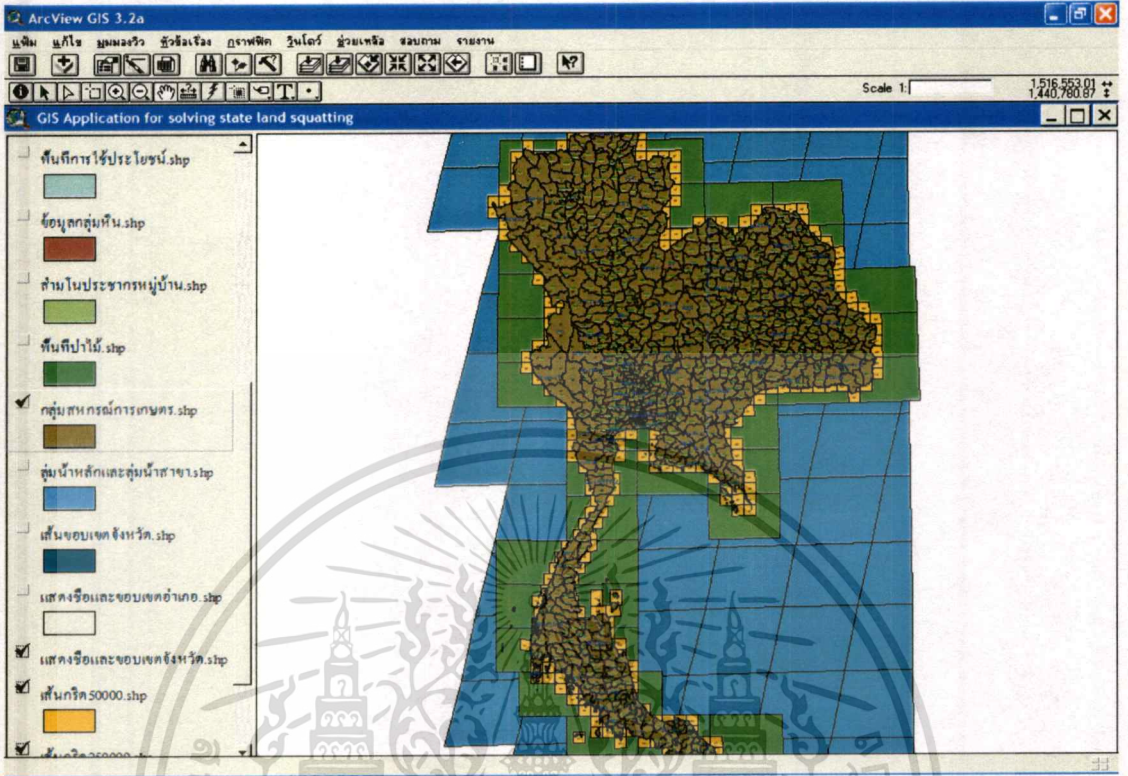 ArcView GIS 3.2a
แฟ้ม แก้ไข มุมมองวิว หัวข้อเรื่อง กราฟฟิค วินโดว์ ช่วยเหลือ สอบถาม รายงาน
Scale 1:
1,516,553.01
1,440,780.87
GIS Application for solving state land squatting
พื้นที่การใช้ประโยชน์.shp
ข้อมูลกลุ่มหิน.shp
สำมโนประชากรหมู่บ้าน.shp
พื้นที่ป่าไม้.shp
กลุ่มสหกรณ์การเกษตร.shp
ลุ่มน้ำหลักและลุ่มน้ำสาขา.shp
เส้นขอบเขตจังหวัด.shp
แสดงชื่อและขอบเขตอำเภอ.shp
แสดงชื่อและขอบเขตจังหวัด.shp
เส้นกริด50000.shp